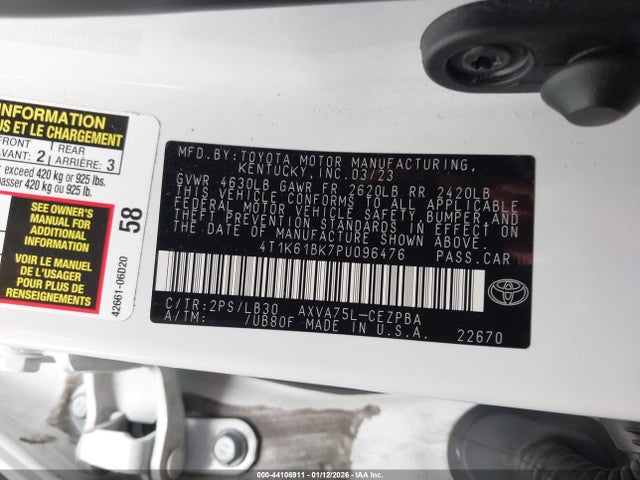 INFORMATION
US ET LE CHARGEMENT
FRONT
AVANT: 2
REAR
ARRIÈRE: 3
exceed 420 kg or 925 lbs.
passer 420 kg ou 925 lb.
SEE OWNER'S
MANUAL FOR
ADDITIONAL
INFORMATION
VOIR LE MANUEL
DE L'USAGER
POUR PLUS DE
RENSEIGNEMENTS
58
42661-06D20
MFD. BY: TOYOTA MOTOR MANUFACTURING,
KENTUCKY, INC. 03/23
GVWR 4630LB GAWR FR 2620LB RR 2420LB
THIS VEHICLE CONFORMS TO ALL APPLICABLE
FEDERAL MOTOR VEHICLE SAFETY, BUMPER, AND
THEFT PREVENTION STANDARDS IN EFFECT ON
THE DATE OF MANUFACTURE SHOWN ABOVE.
4T1K61BK7PU096476 PASS.CAR
C/TR: 2PS/LB30 AXVA75L-CEZPBA
A/TM: /UB80F MADE IN U.S.A.
22670
TOYOTA
000-44106911 - 01/12/2026 - IAA Inc.